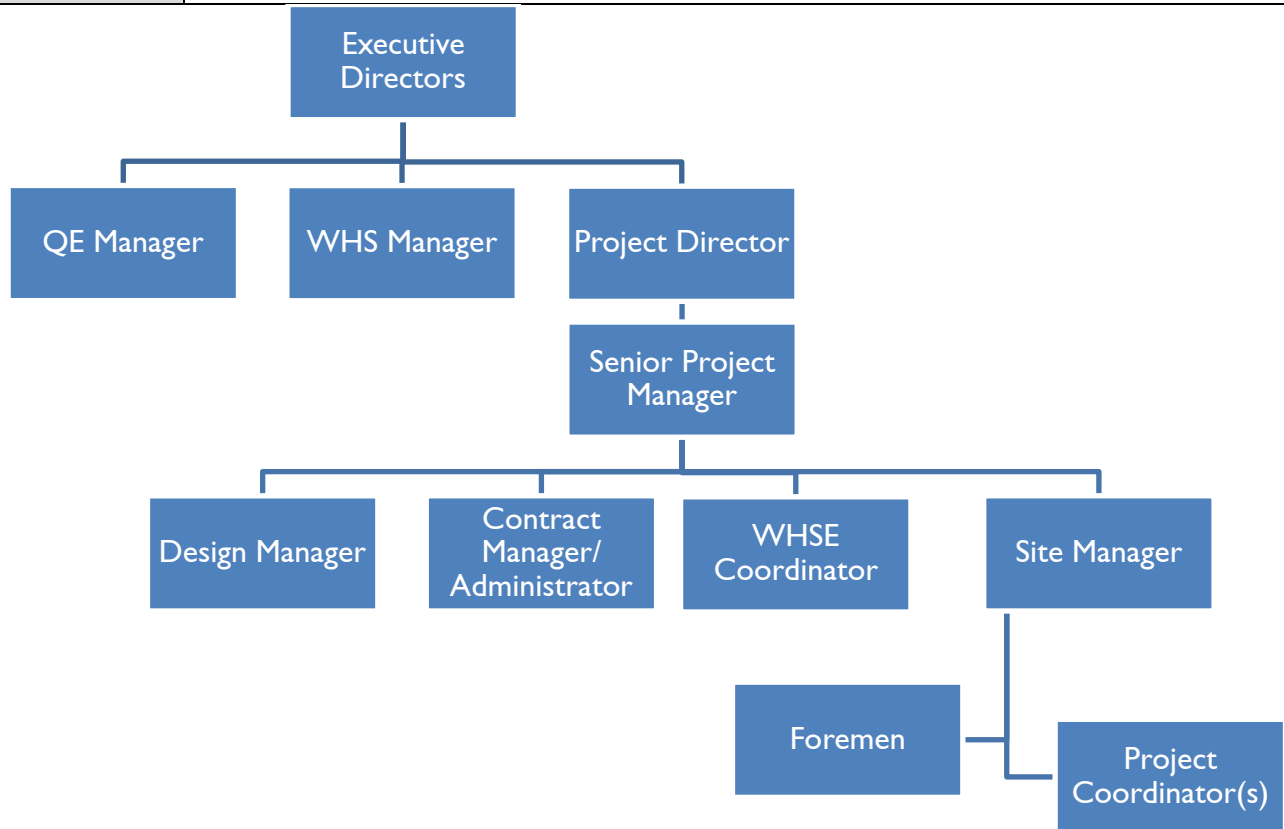 Executive
Directors
QE Manager
WHS Manager
Project Director
Senior Project
Manager
Design Manager
Contract
Manager/
Administrator
WHSE
Coordinator
Site Manager
Foremen
Project
Coordinator(s)